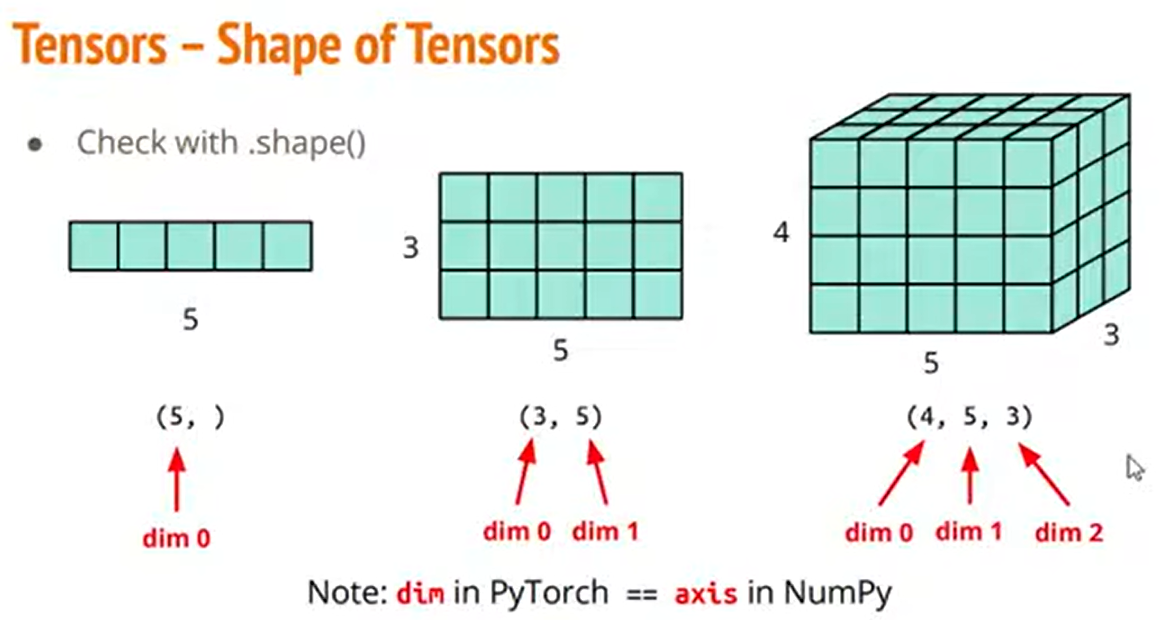 Tensors – Shape of Tensors
● Check with .shape()
5
3
5
4
5
3
(5, )
(3, 5)
(4, 5, 3)
dim 0
dim 0 dim 1
dim 0 dim 1 dim 2
Note: dim in PyTorch == axis in NumPy